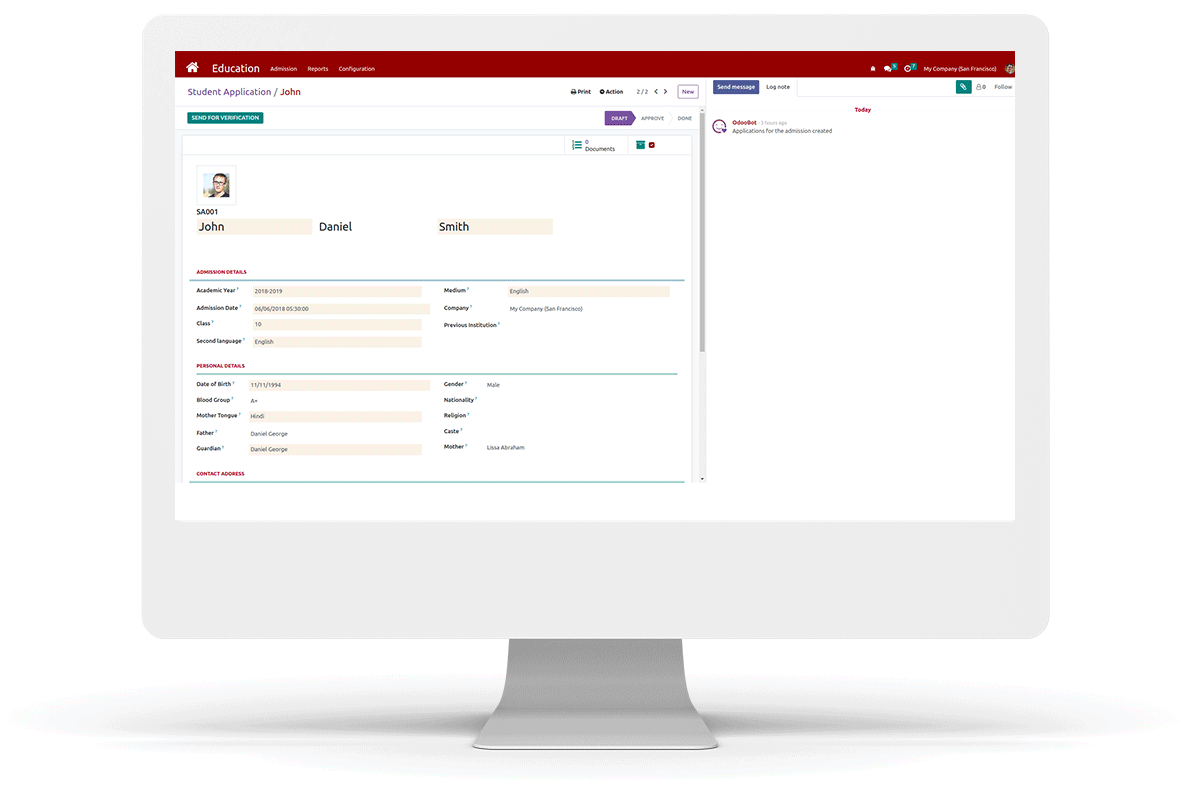 Education Admission Reports Configuration 5 7 My Company (San Francisco)
Student Application / John Print Action 2 / 2 New Send message Log note 0 Follow
SEND FOR VERIFICATION DRAFT APPROVE DONE
Today
OdooBot - 3 hours ago
Applications for the admission created
0
Documents
SA001
John Daniel Smith
ADMISSION DETAILS
Academic Year ? 2018-2019 Medium ? English
Admission Date ? 06/06/2018 05:30:00 Company ? My Company (San Francisco)
Class ? 10 Previous Institution ?
Second language ? English
PERSONAL DETAILS
Date of Birth ? 11/11/1994 Gender ? Male
Blood Group ? A+ Nationality ?
Mother Tongue ? Hindi Religion ?
Father ? Daniel George Caste ?
Guardian ? Daniel George Mother ? Lissa Abraham
CONTACT ADDRESS